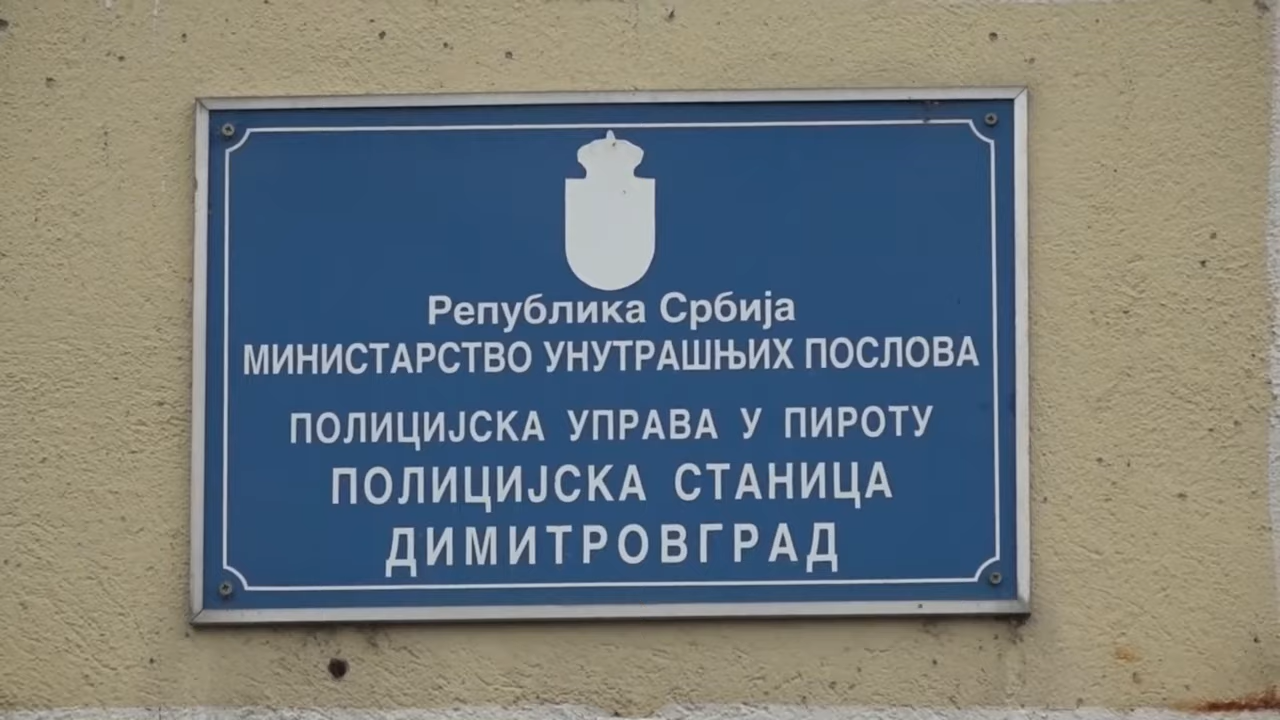 Република Србија
МИНИСТАРСТВО УНУТРАШЊИХ ПОСЛОВА
ПОЛИЦИЈСКА УПРАВА У ПИРОТУ
ПОЛИЦИЈСКА СТАНИЦА
ДИМИТРОВГРАД